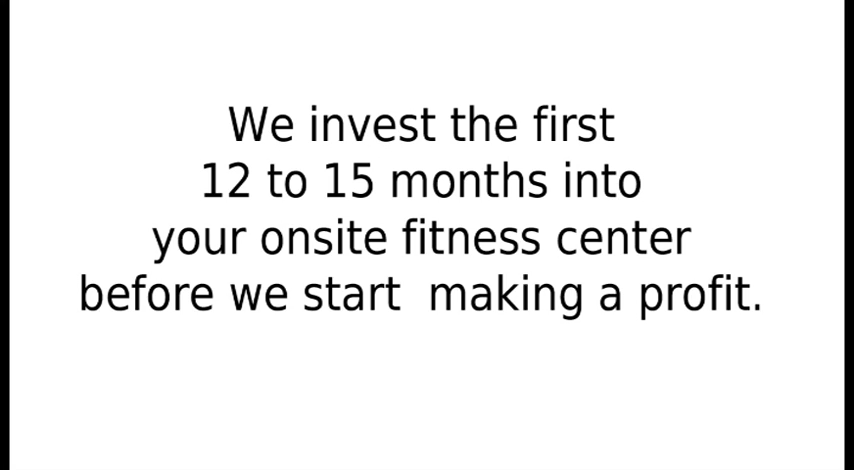 We invest the first
12 to 15 months into
your onsite fitness center
before we start  making a profit.